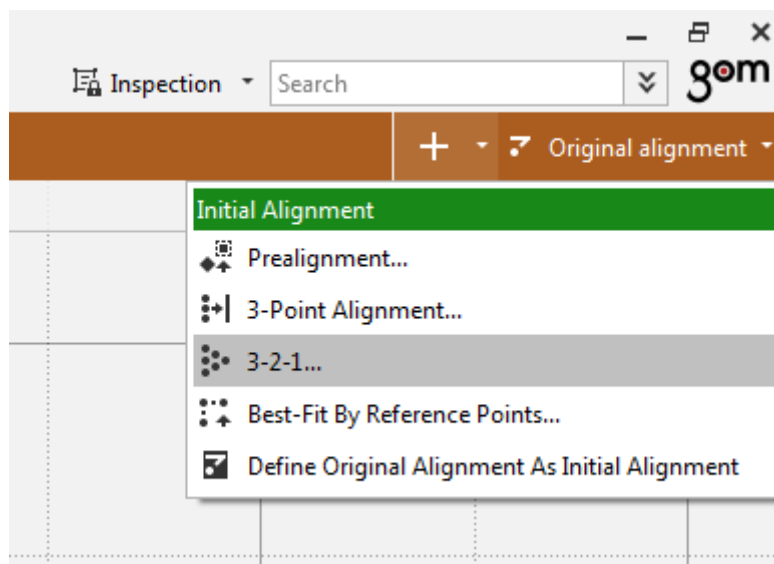 Inspection
Search
gom
Original alignment
Initial Alignment
Prealignment...
3-Point Alignment...
3-2-1...
Best-Fit By Reference Points...
Define Original Alignment As Initial Alignment